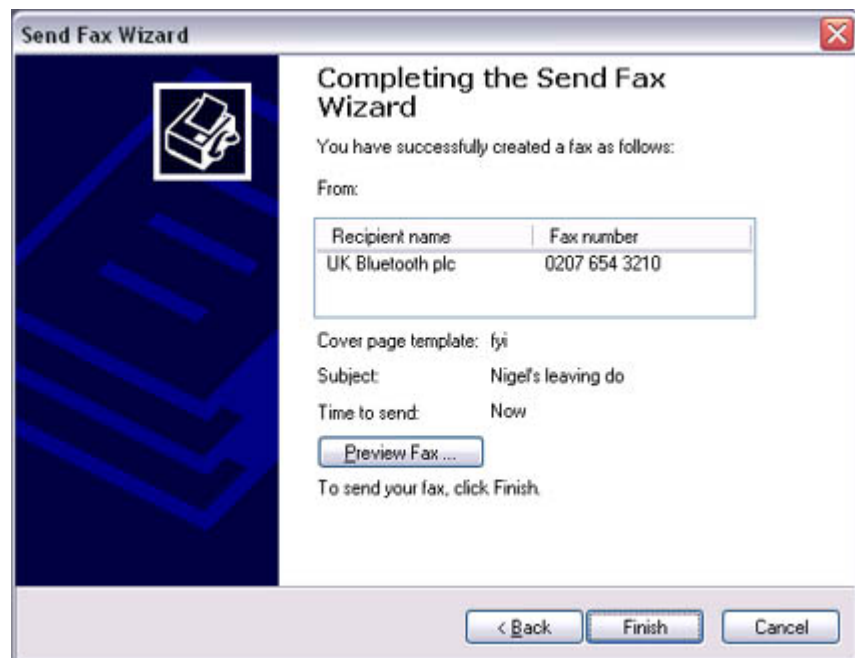 Send Fax Wizard
Completing the Send Fax
Wizard
You have successfully created a fax as follows:
From:
Recipient name Fax number
UK Bluetooth plc 0207 654 3210
Cover page template: fyi
Subject: Nigel's leaving do
Time to send: Now
Preview Fax ...
To send your fax, click Finish.
< Back Finish Cancel